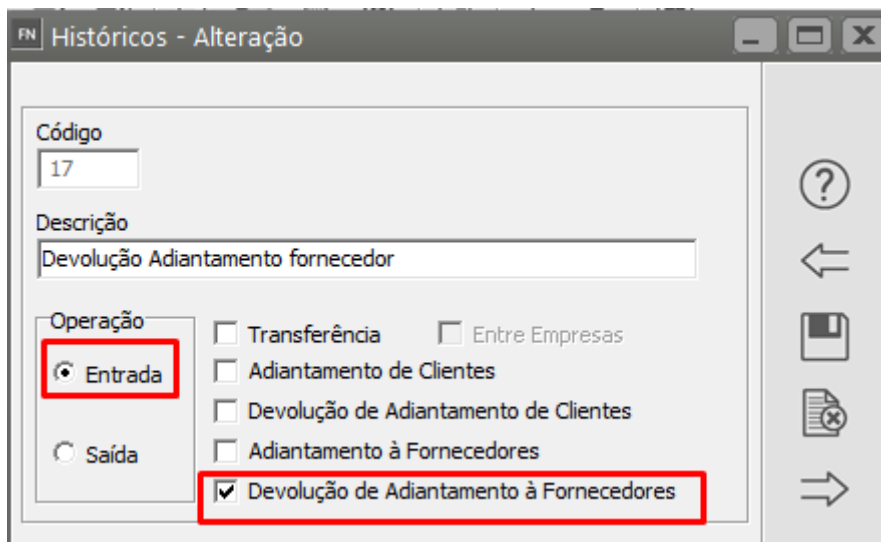 FN Históricos - Alteração
Código
17
Descrição
Devolução Adiantamento fornecedor
Operação
Entrada
Saída
Transferência Entre Empresas
Adiantamento de Clientes
Devolução de Adiantamento de Clientes
Adiantamento à Fornecedores
Devolução de Adiantamento à Fornecedores